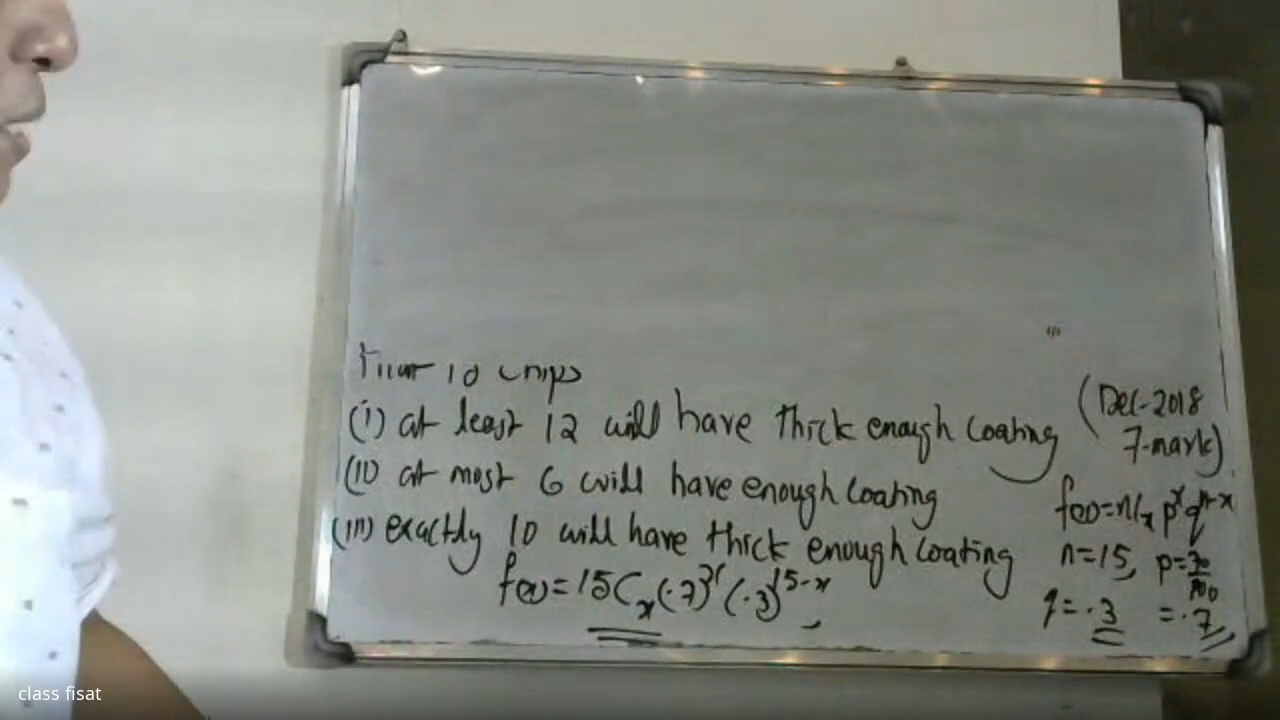 10 chips
(i) at least 12 will have thick enough coating
(Dec-2018
7-mark)
(ii) at most 6 will have enough coating
(iii) exactly 10 will have thick enough coating
f(x)=15Cx(.7)^x(.3)^15-x
f(x)=nCx p^x q^n-x
n=15, p=70/100
q=.3 =.7
class fisat